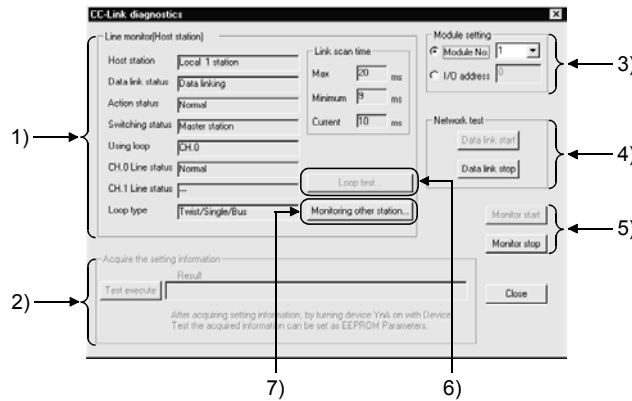 CC-Link diagnostics
Line monitor(Host station)
Host station Local 1 station
Data link status Data linking
Action status Normal
Switching status Master station
Using loop CH.0
CH.0 Line status Normal
CH.1 Line status ---
Loop type Twist/Single/Bus
Link scan time
Max 20 ms
Minimum 9 ms
Current 10 ms
Loop test...
Monitoring other station...
Module setting
Module No. 1
I/O address 0
Network test
Data link start
Data link stop
Monitor start
Monitor stop
Close
Acquire the setting information
Result
Test execute
After acquiring setting information, by turning device YnA on with Device
Test the acquired information can be set as EEPROM Parameters.
1)
2)
3)
4)
5)
7)
6)